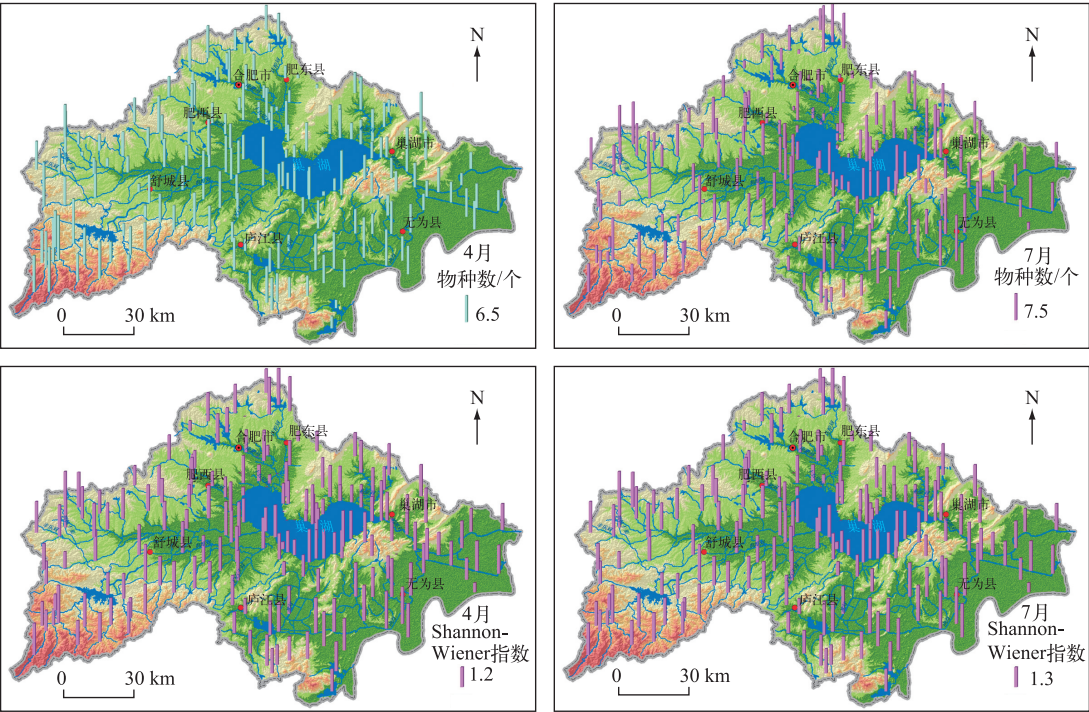 N
合肥市
肥东县
肥西县
巢湖市
舒城县
无为县
庐江县
4月
物种数/个
6.5
0 30 km
N
合肥市
肥东县
肥西县
巢湖市
舒城县
无为县
庐江县
7月
物种数/个
7.5
0 30 km
N
合肥市
肥东县
肥西县
巢湖市
舒城县
无为县
庐江县
4月
Shannon-
Wiener指数
1.2
0 30 km
N
合肥市
肥东县
肥西县
巢湖市
舒城县
无为县
庐江县
7月
Shannon-
Wiener指数
1.3
0 30 km